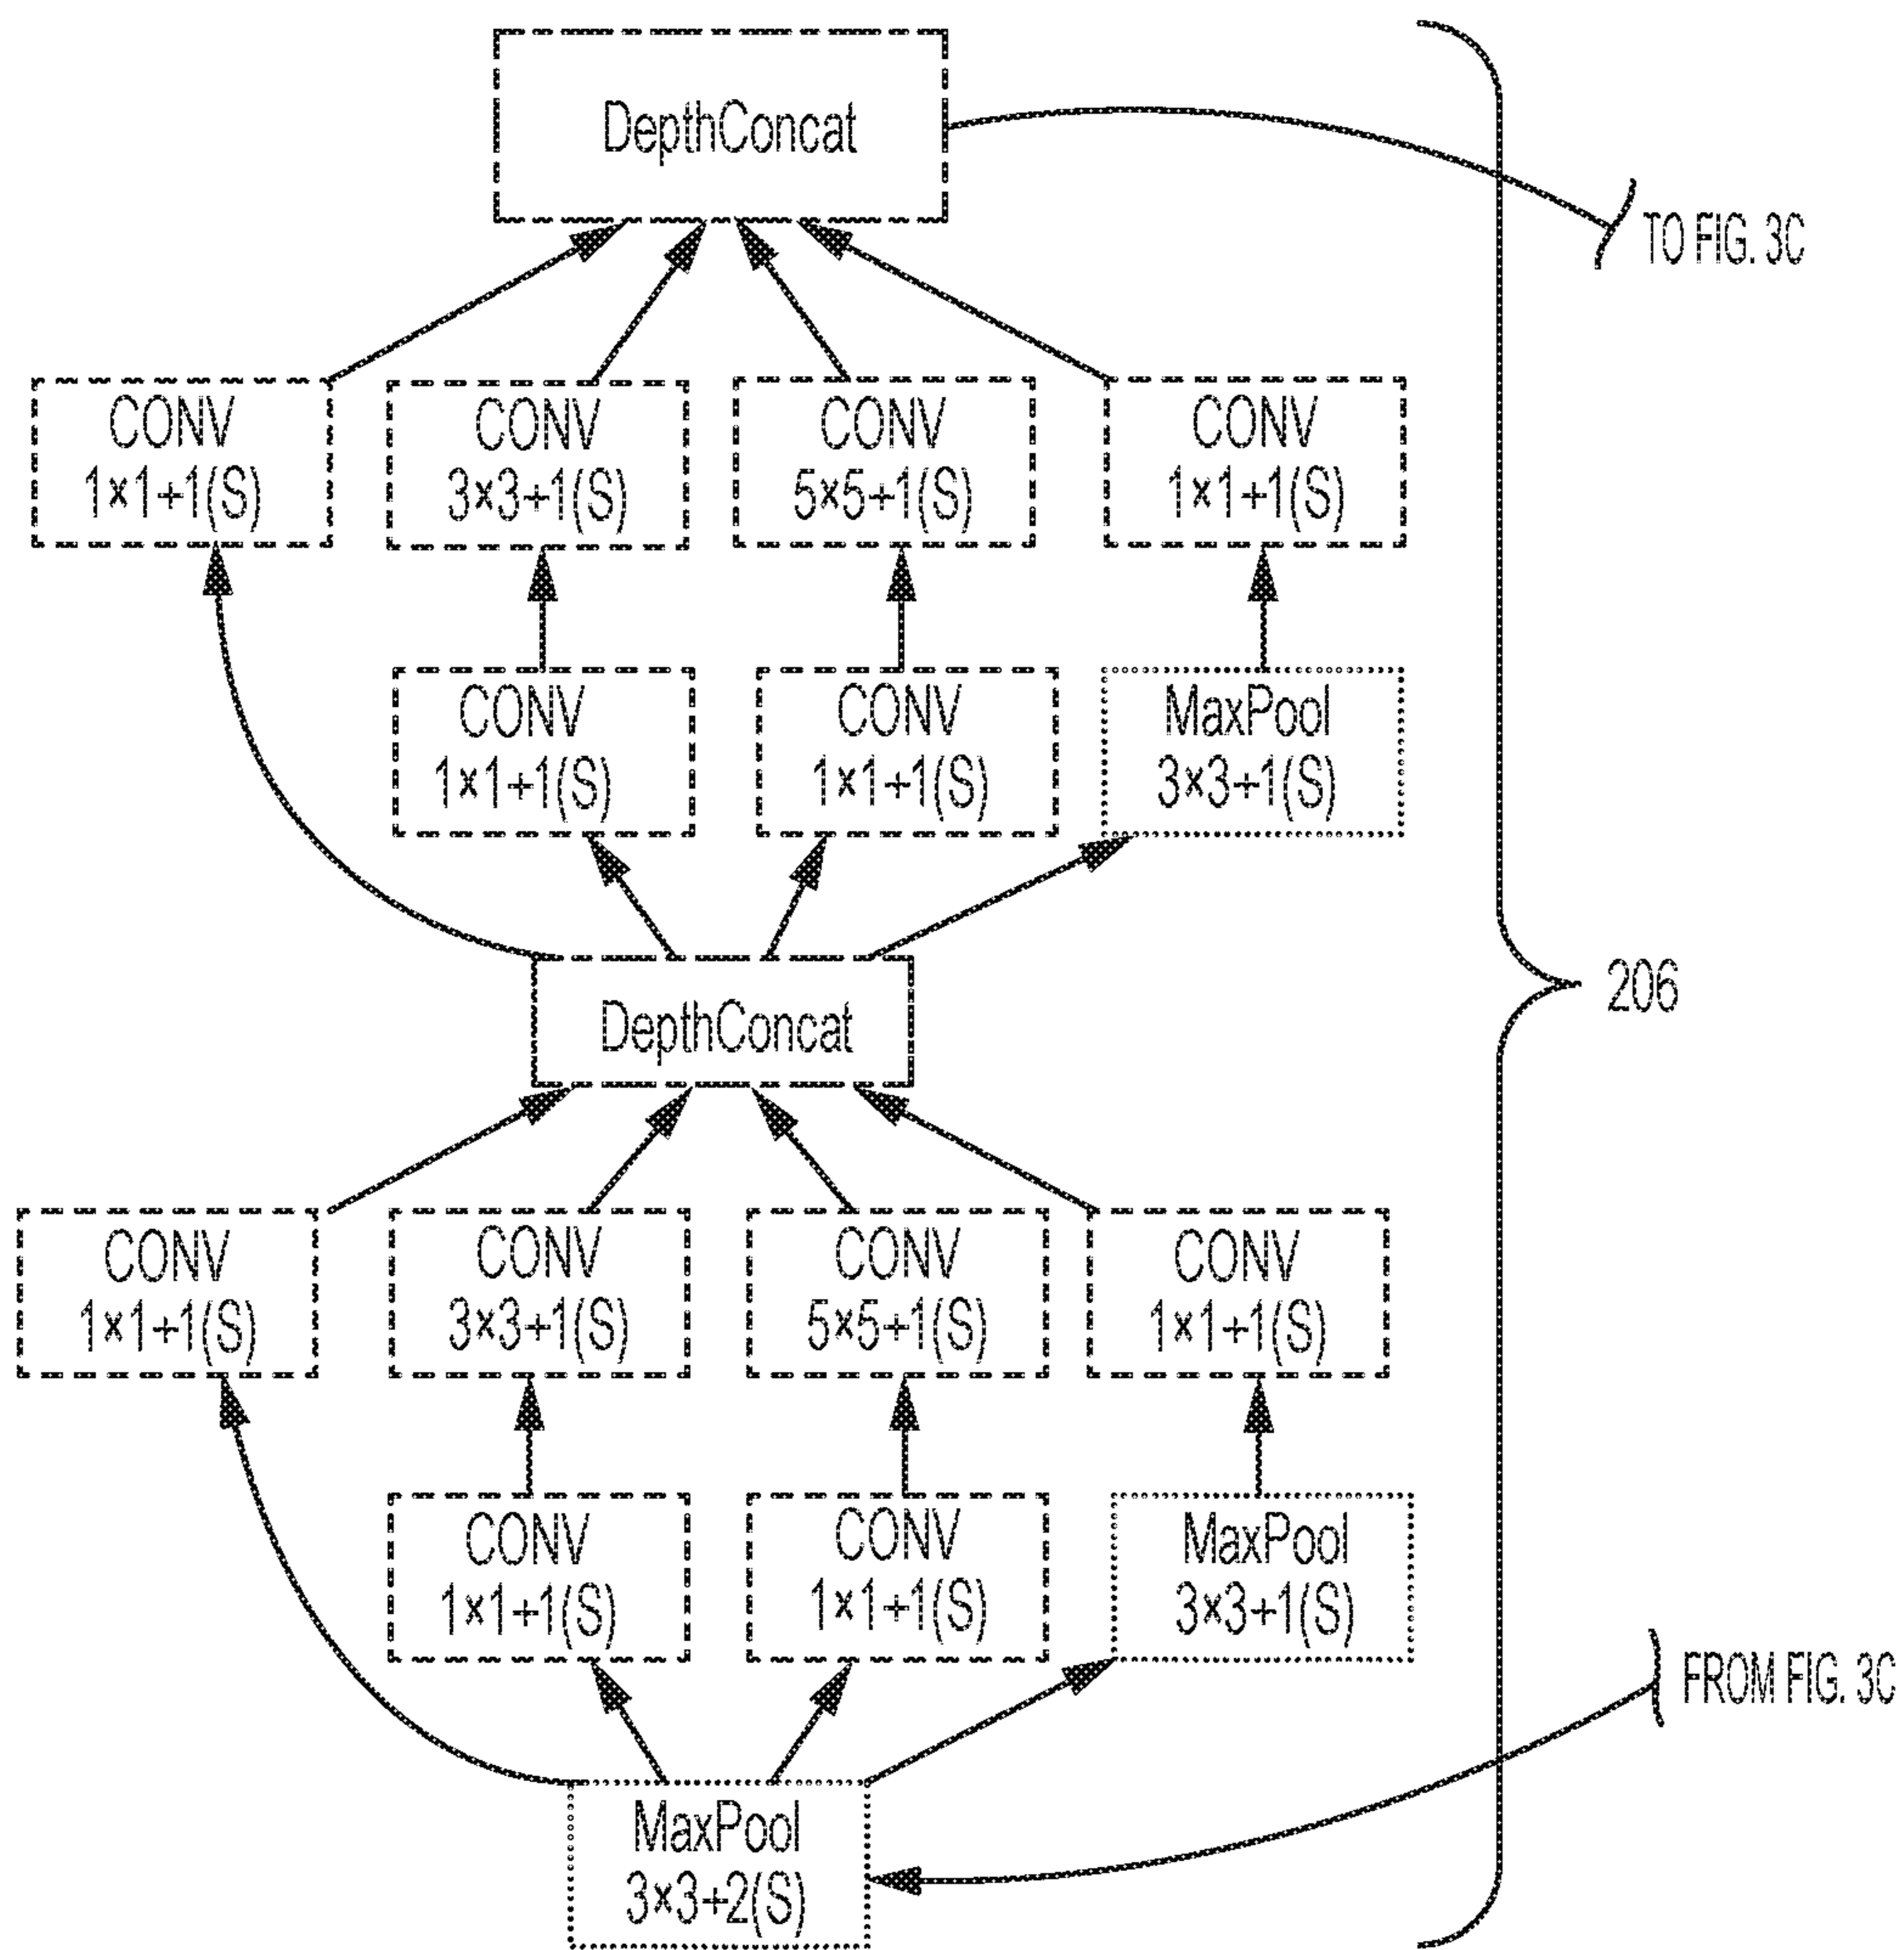 DepthConcat
TO FIG. 3C
CONV
1×1+1(S)
CONV
3×3+1(S)
CONV
5×5+1(S)
CONV
1×1+1(S)
CONV
1×1+1(S)
CONV
1×1+1(S)
MaxPool
3×3+1(S)
DepthConcat
206
CONV
1×1+1(S)
CONV
3×3+1(S)
CONV
5×5+1(S)
CONV
1×1+1(S)
CONV
1×1+1(S)
CONV
1×1+1(S)
MaxPool
3×3+1(S)
FROM FIG. 3C
MaxPool
3×3+2(S)